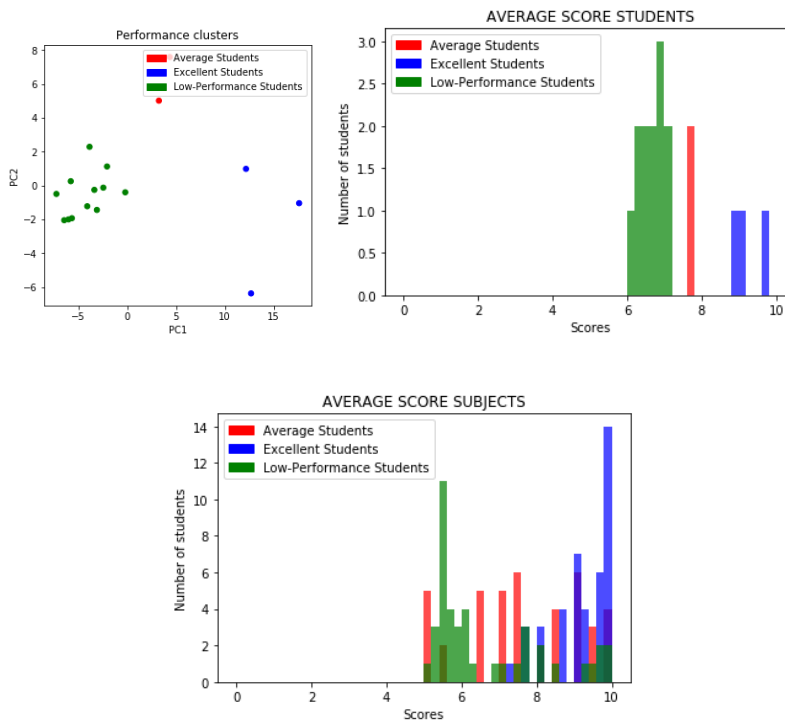 Performance clusters
Average Students
Excellent Students
Low-Performance Students
8
6
4
2
0
−2
−4
−6
PC2
−5
0
5
10
15
PC1
AVERAGE SCORE STUDENTS
Average Students
Excellent Students
Low-Performance Students
3.0
2.5
2.0
1.5
1.0
0.5
0.0
Number of students
0
2
4
6
8
10
Scores
AVERAGE SCORE SUBJECTS
Average Students
Excellent Students
Low-Performance Students
14
12
10
8
6
4
2
0
Number of students
0
2
4
6
8
10
Scores